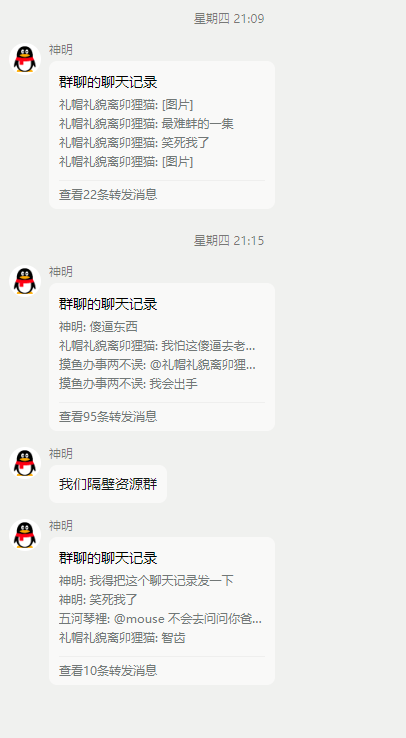 星期四 21:09
神明
群聊的聊天记录
礼帽礼貌离卯狸猫: [图片]
礼帽礼貌离卯狸猫: 最难蚌的一集
礼帽礼貌离卯狸猫: 笑死我了
礼帽礼貌离卯狸猫: [图片]
查看22条转发消息
星期四 21:15
神明
群聊的聊天记录
神明: 傻逼东西
礼帽礼貌离卯狸猫: 我怕这傻逼去老...
摸鱼办事两不误: @礼帽礼貌离卯狸...
摸鱼办事两不误: 我会出手
查看95条转发消息
神明
我们隔壁资源群
神明
群聊的聊天记录
神明: 我得把这个聊天记录发一下
神明: 笑死我了
五河琴裡: @mouse 不会去问问你爸...
礼帽礼貌离卯狸猫: 智齿
查看10条转发消息